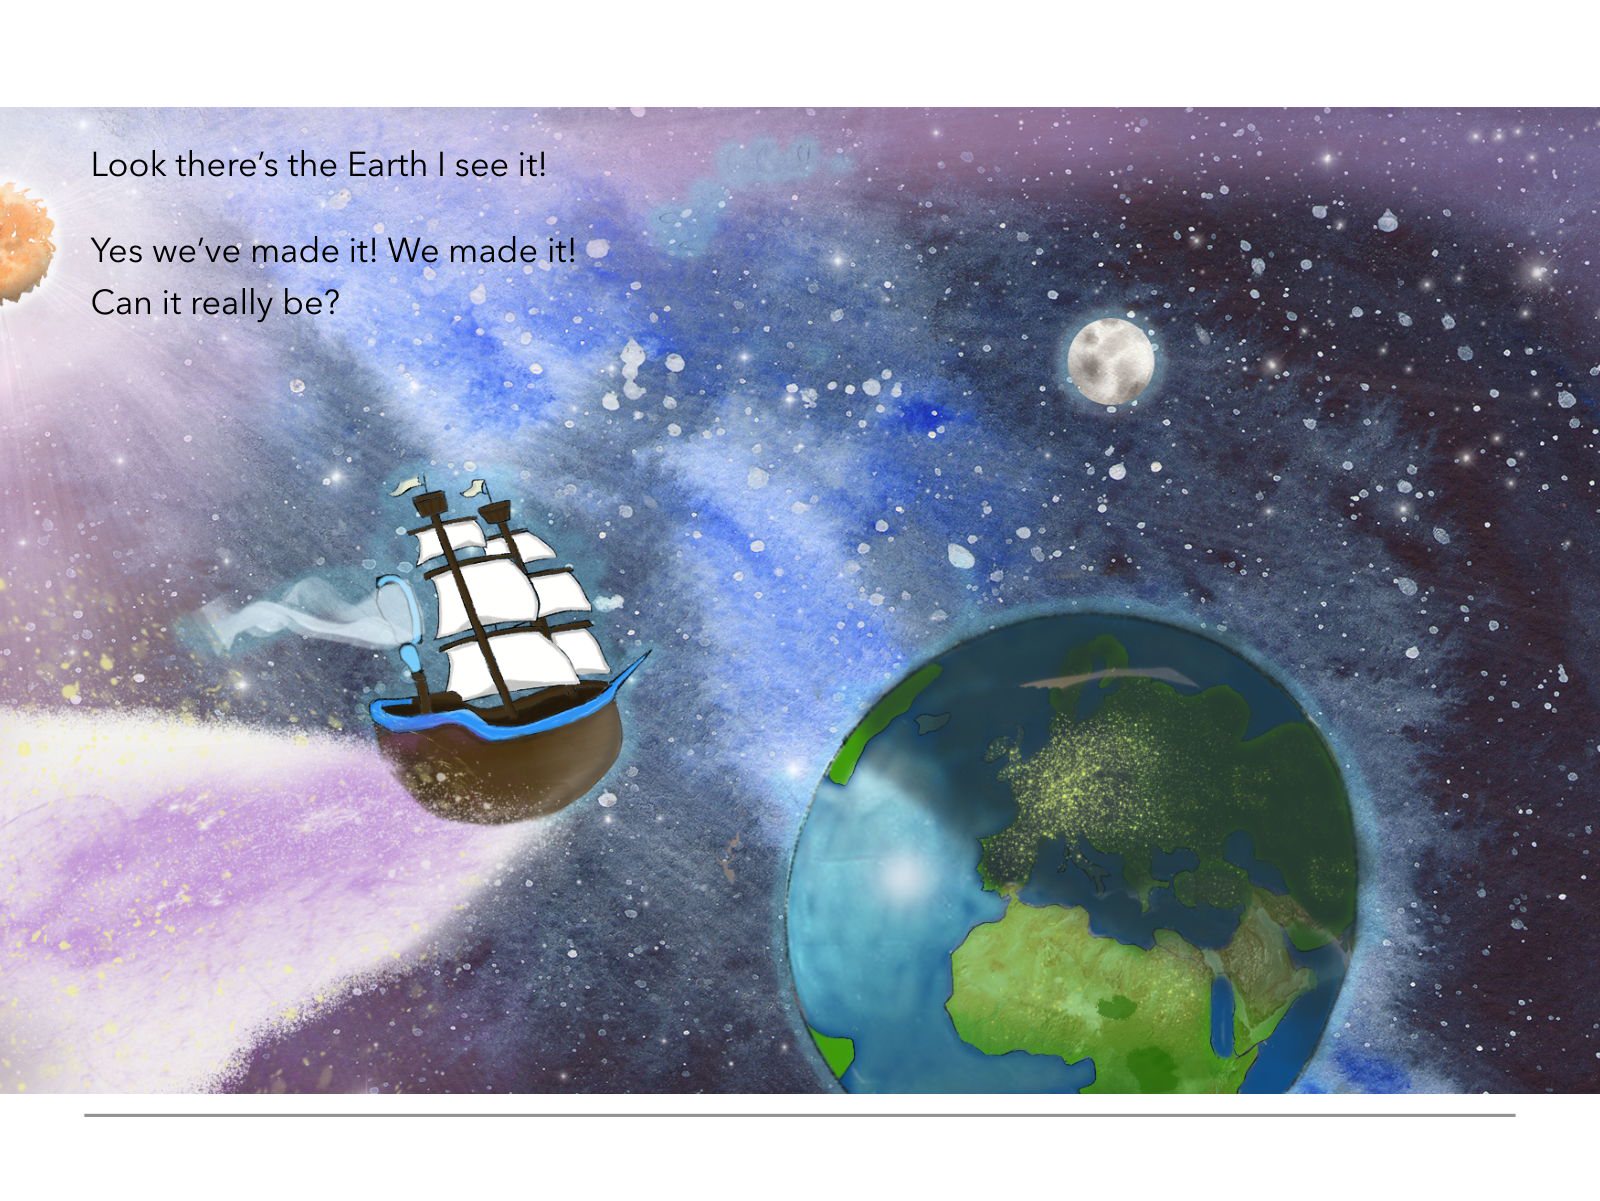 Look there’s the Earth I see it!
Yes we’ve made it! We made it!
Can it really be?